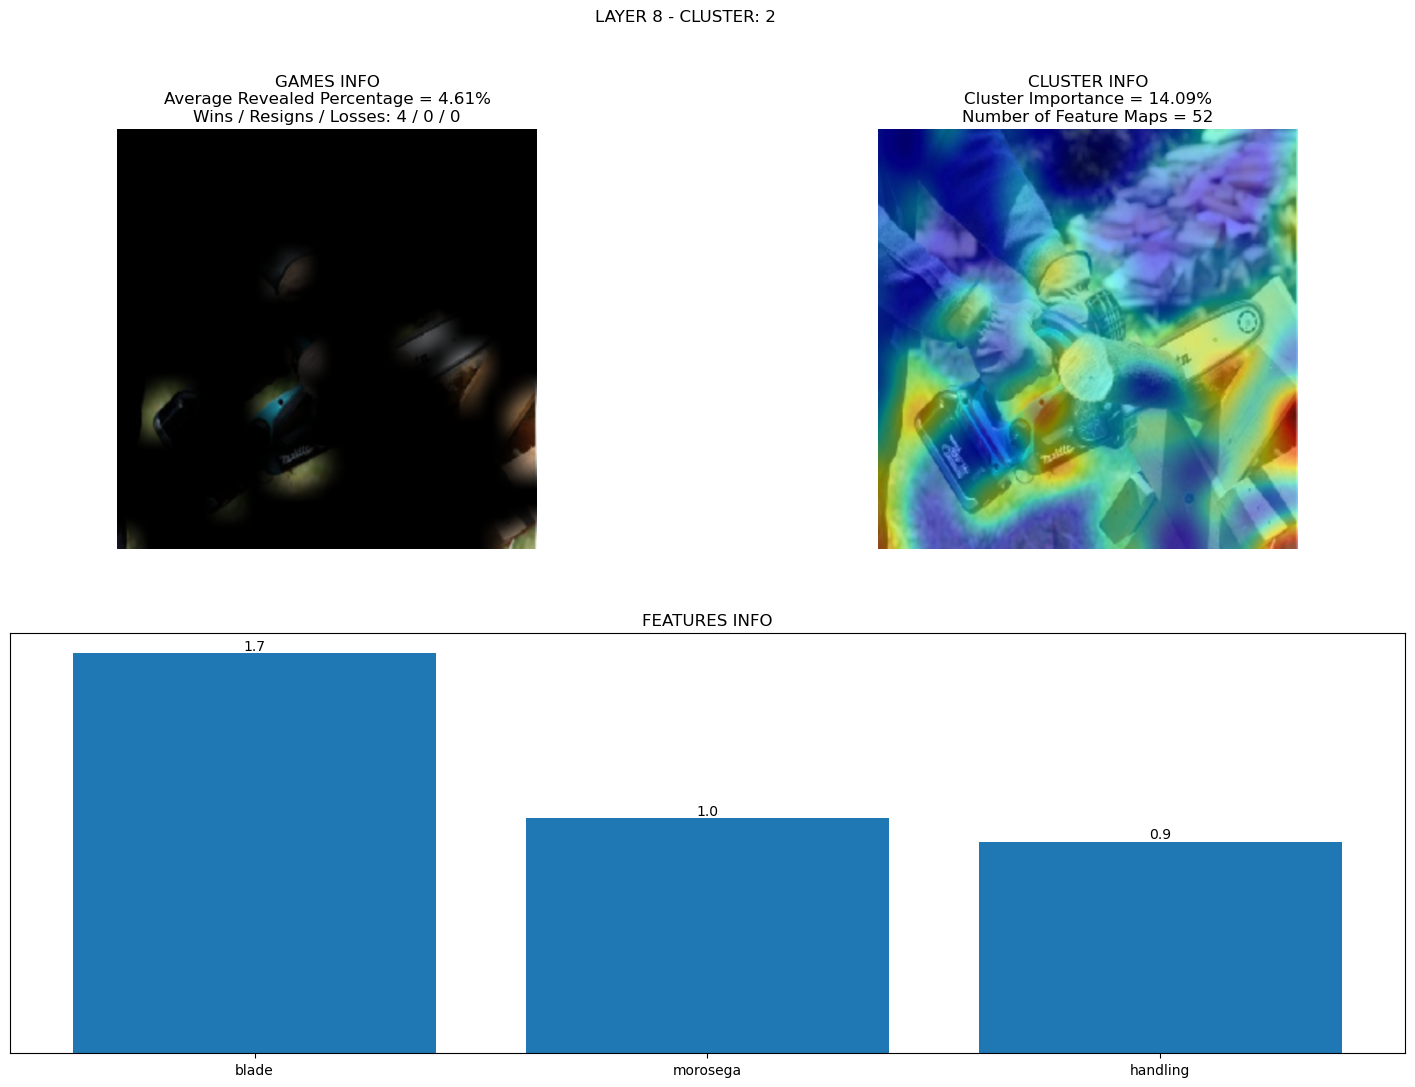 LAYER 8 - CLUSTER: 2
GAMES INFO
Average Revealed Percentage = 4.61%
Wins / Resigns / Losses: 4 / 0 / 0
CLUSTER INFO
Cluster Importance = 14.09%
Number of Feature Maps = 52
FEATURES INFO
1.7
1.0
0.9
blade
morosega
handling